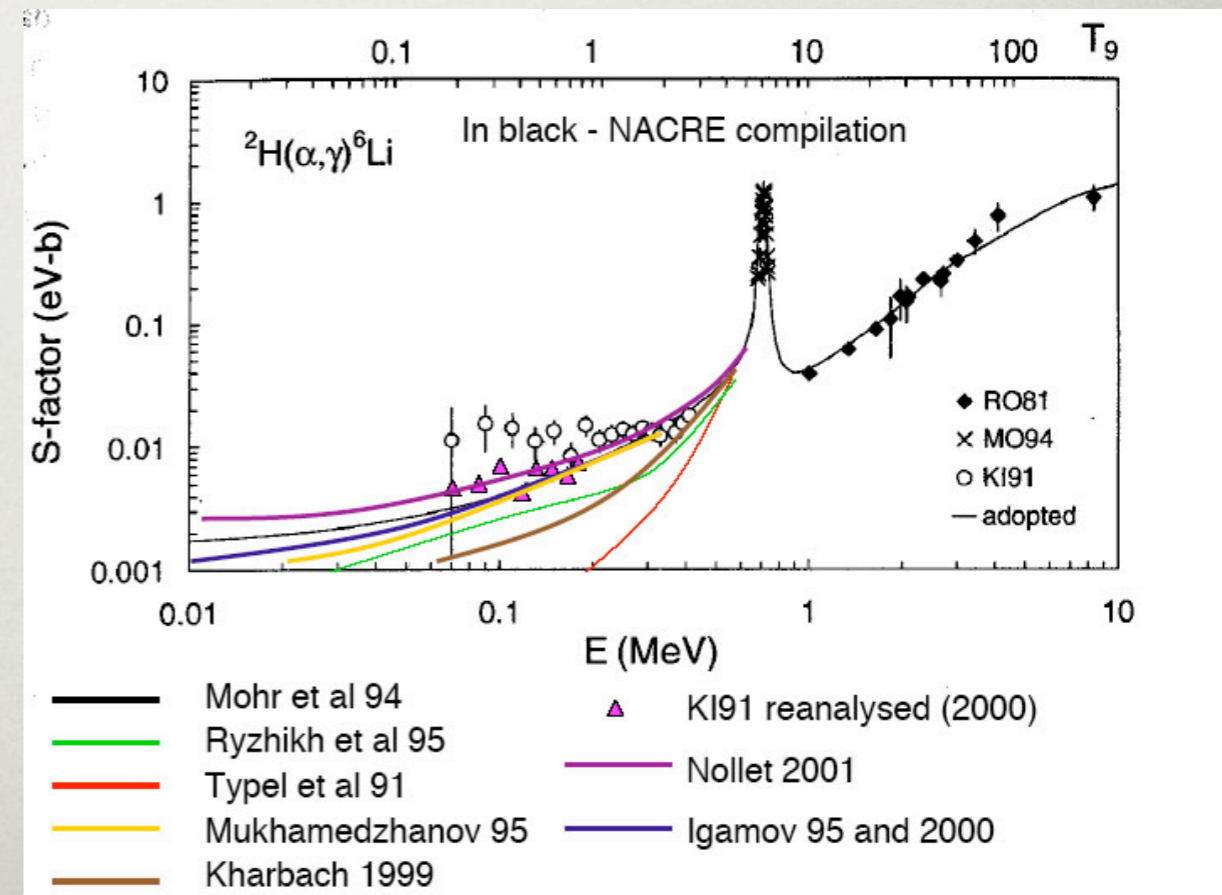 0.1 1 10 100 T₉
10
In black - NACRE compilation
²H(α,γ)⁶Li
1
S-factor (eV-b)
0.1
RO81
MO94
0.01
KI91
adopted
0.001
0.01 0.1 1 10
E (MeV)
Mohr et al 94
KI91 reanalysed (2000)
Ryzhikh et al 95
Nollet 2001
Typel et al 91
Mukhamedzhanov 95
Igamov 95 and 2000
Kharbach 1999